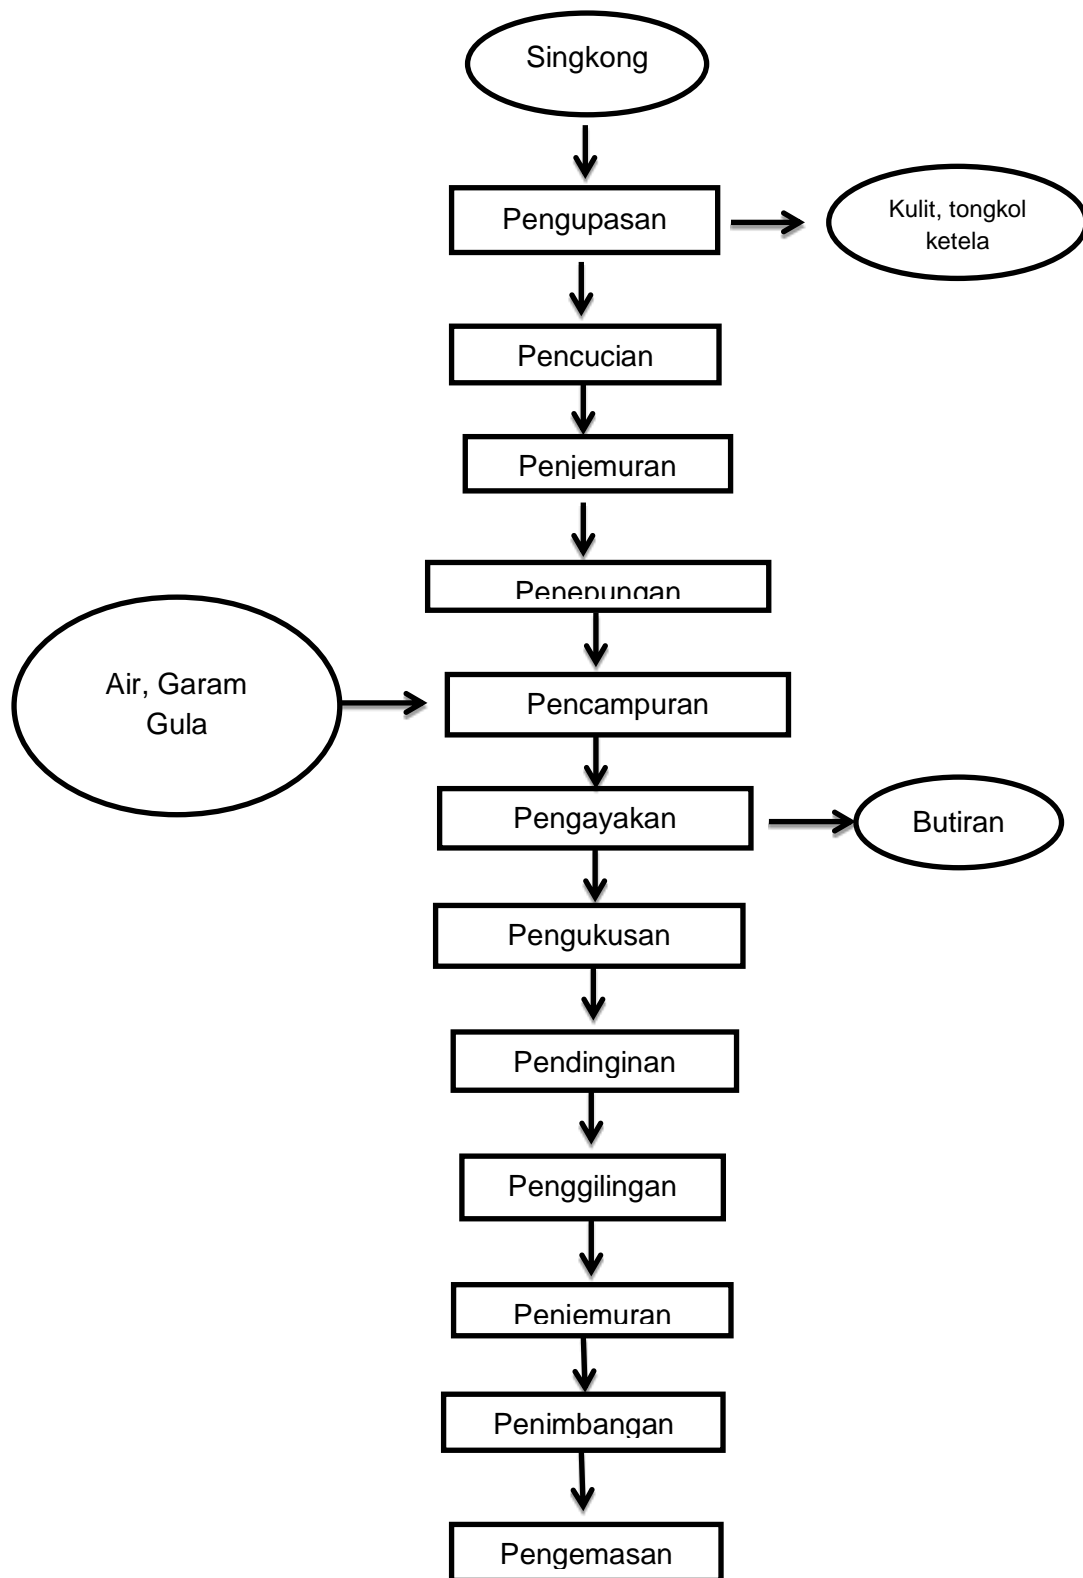 Singkong
Pengupasan
Kulit, tongkol
ketela
Pencucian
Penjemuran
Penepungan
Air, Garam
Gula
Pencampuran
Pengayakan
Butiran
Pengukusan
Pendinginan
Penggilingan
Penjemuran
Penimbangan
Pengemasan